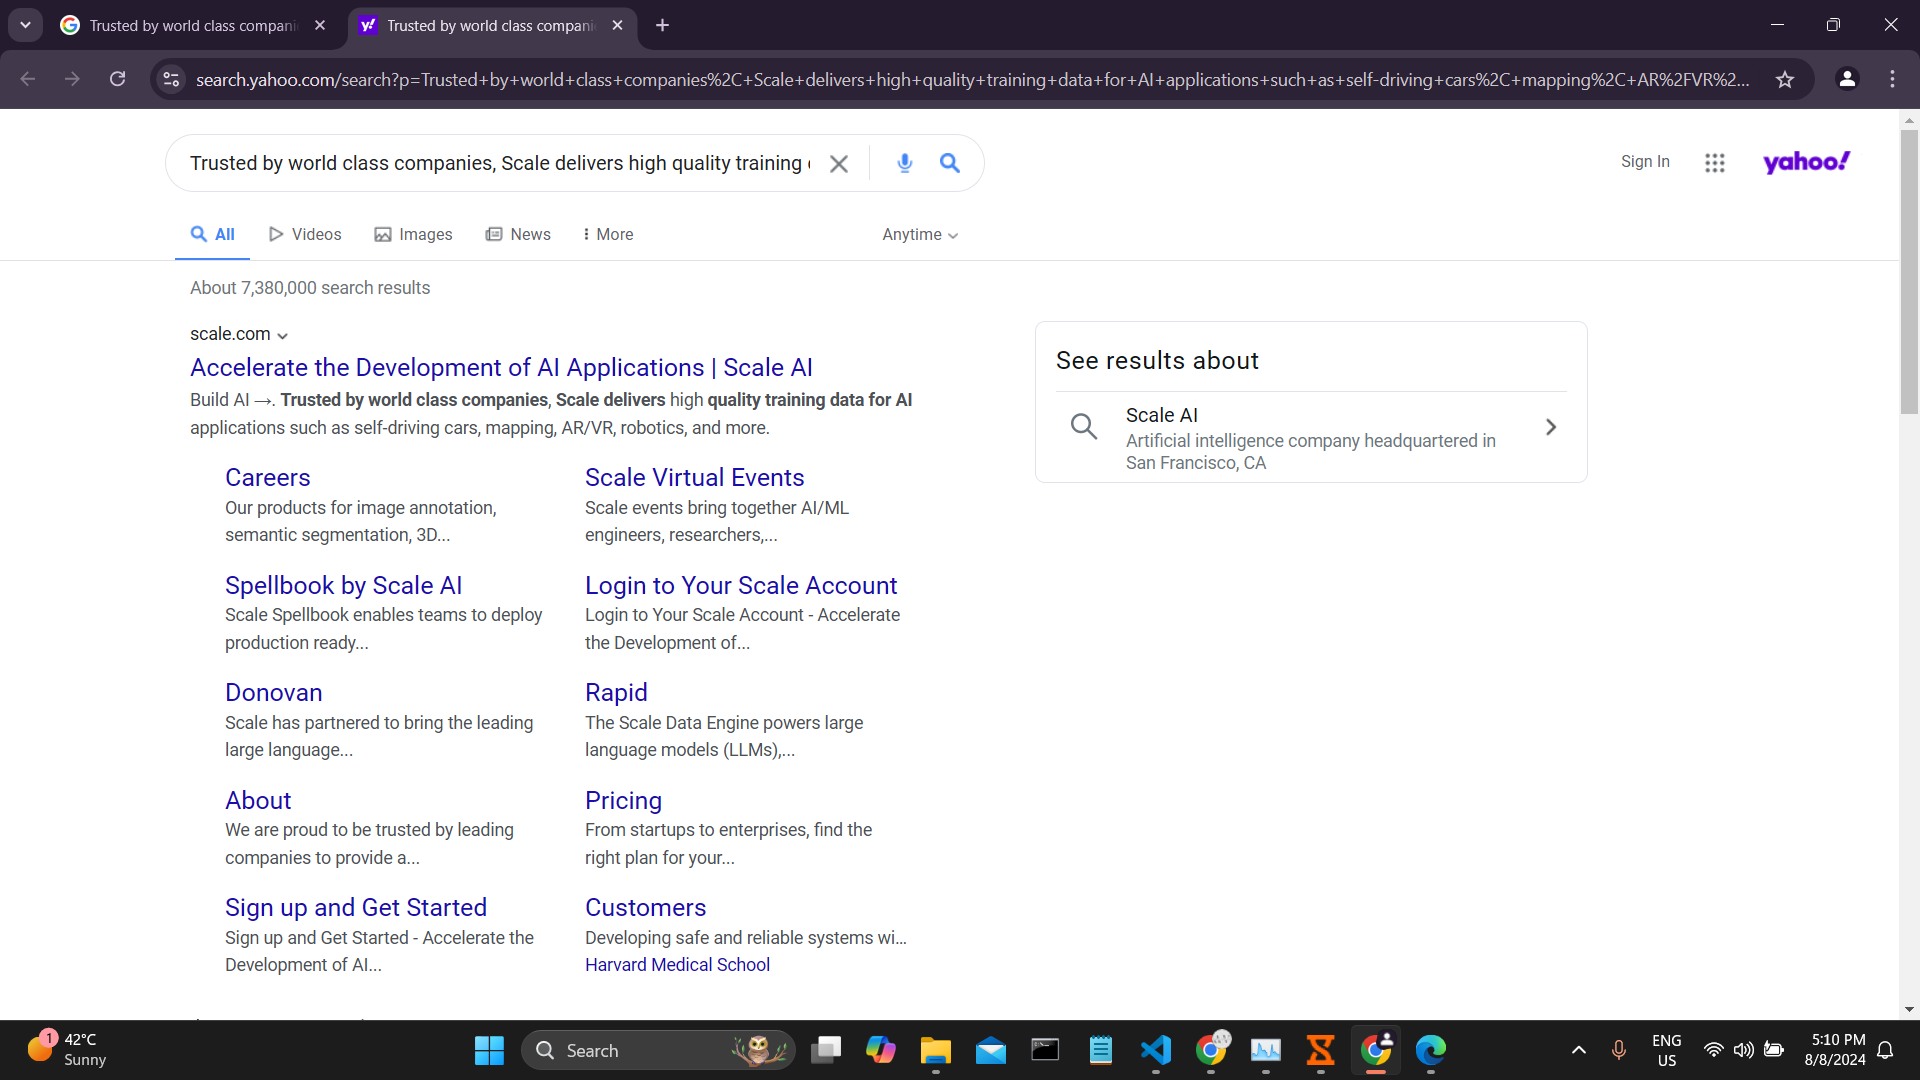 Trusted by world class compani
Trusted by world class compani
search.yahoo.com/search?p=Trusted+by+world+class+companies%2C+Scale+delivers+high+quality+training+data+for+AI+applications+such+as+self-driving+cars%2C+mapping%2C+AR%2FVR%2...
Trusted by world class companies, Scale delivers high quality training
Sign In
yahoo!
All
Videos
Images
News
More
Anytime
About 7,380,000 search results
scale.com
Accelerate the Development of AI Applications | Scale AI
Build AI →. Trusted by world class companies, Scale delivers high quality training data for AI
applications such as self-driving cars, mapping, AR/VR, robotics, and more.
Careers
Our products for image annotation,
semantic segmentation, 3D...
Scale Virtual Events
Scale events bring together AI/ML
engineers, researchers,...
Spellbook by Scale AI
Scale Spellbook enables teams to deploy
production ready...
Login to Your Scale Account
Login to Your Scale Account - Accelerate
the Development of...
Donovan
Scale has partnered to bring the leading
large language...
Rapid
The Scale Data Engine powers large
language models (LLMs),...
About
We are proud to be trusted by leading
companies to provide a...
Pricing
From startups to enterprises, find the
right plan for your...
Sign up and Get Started
Sign up and Get Started - Accelerate the
Development of AI...
Customers
Developing safe and reliable systems wi...
Harvard Medical School
See results about
Scale AI
Artificial intelligence company headquartered in
San Francisco, CA
1
42°C
Sunny
Search
ENG
US
5:10 PM
8/8/2024